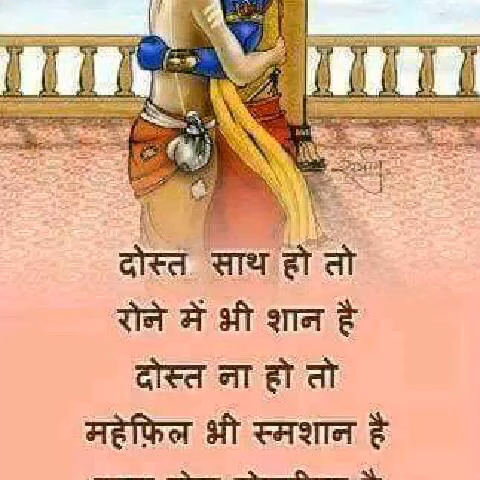 दोस्त साथ हो तो
रोने में भी शान है
दोस्त ना हो तो
महेफ़िल भी स्मशान है